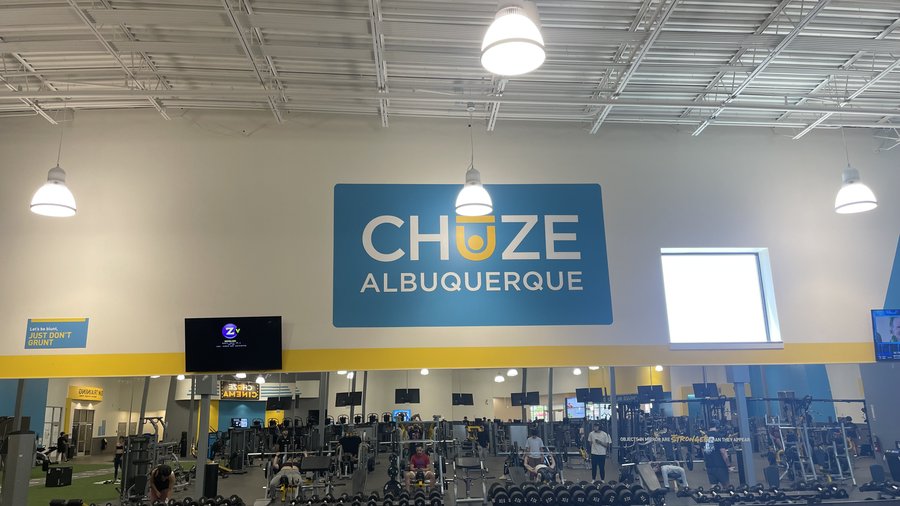 CHUZE
ALBUQUERQUE
Let's be blunt,
JUST DON'T
GRUNT
Z
CHUZE
CINEMA
OBJECTS IN MIRROR ARE STRONGER THAN THEY APPEAR